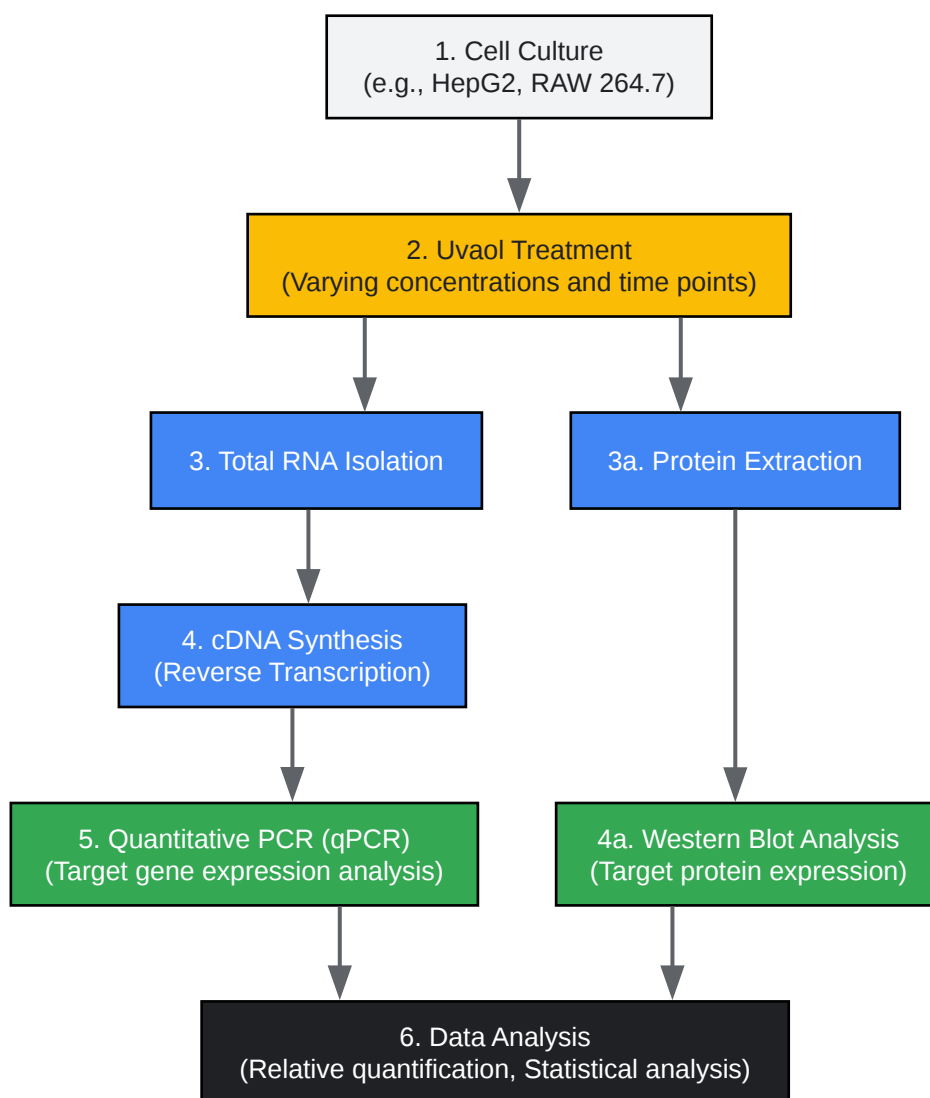 1. Cell Culture
(e.g., HepG2, RAW 264.7)
2. Uvaol Treatment
(Varying concentrations and time points)
3. Total RNA Isolation
3a. Protein Extraction
4. cDNA Synthesis
(Reverse Transcription)
5. Quantitative PCR (qPCR)
(Target gene expression analysis)
4a. Western Blot Analysis
(Target protein expression)
6. Data Analysis
(Relative quantification, Statistical analysis)